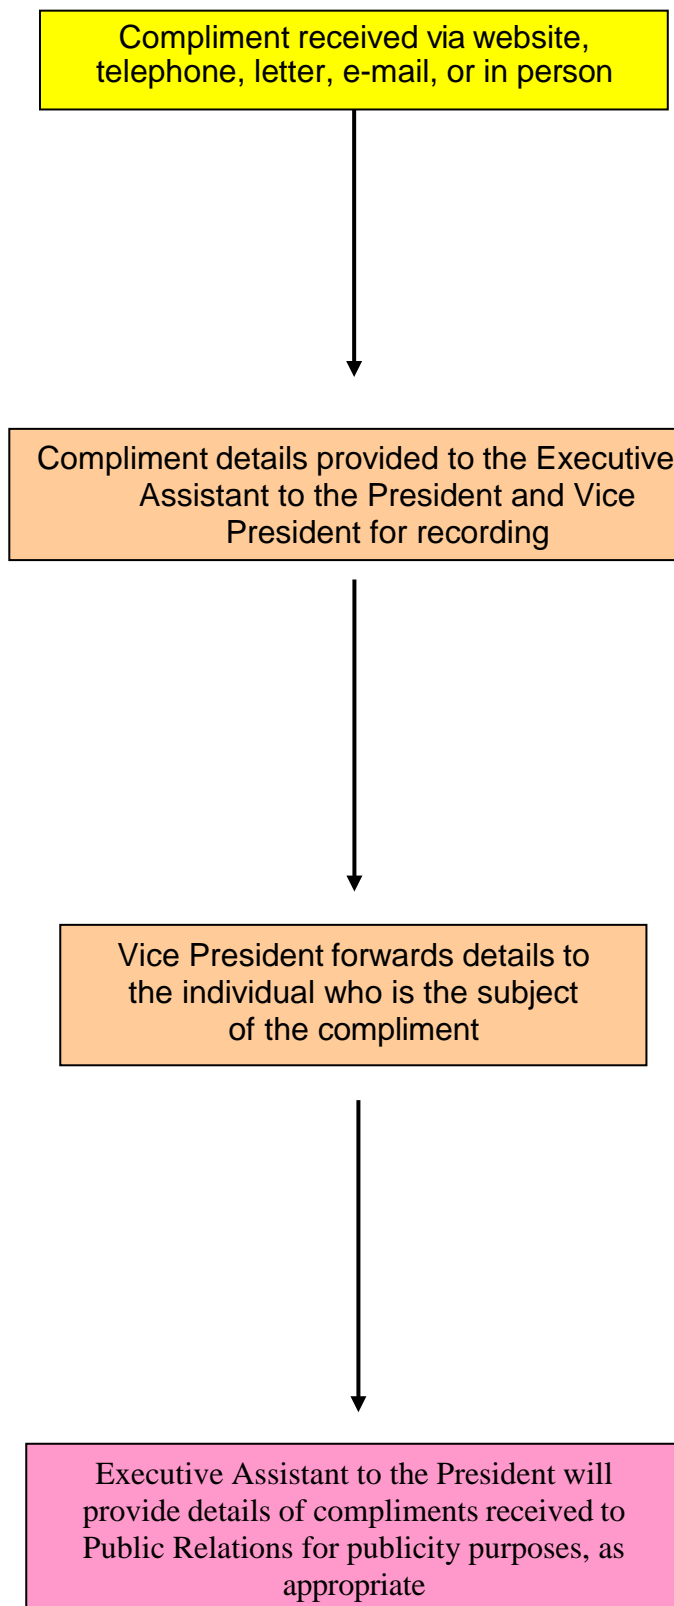 Compliment received via website,
telephone, letter, e-mail, or in person
Compliment details provided to the Executive
Assistant to the President and Vice
President for recording
Vice President forwards details to
the individual who is the subject
of the compliment
Executive Assistant to the President will
provide details of compliments received to
Public Relations for publicity purposes, as
appropriate